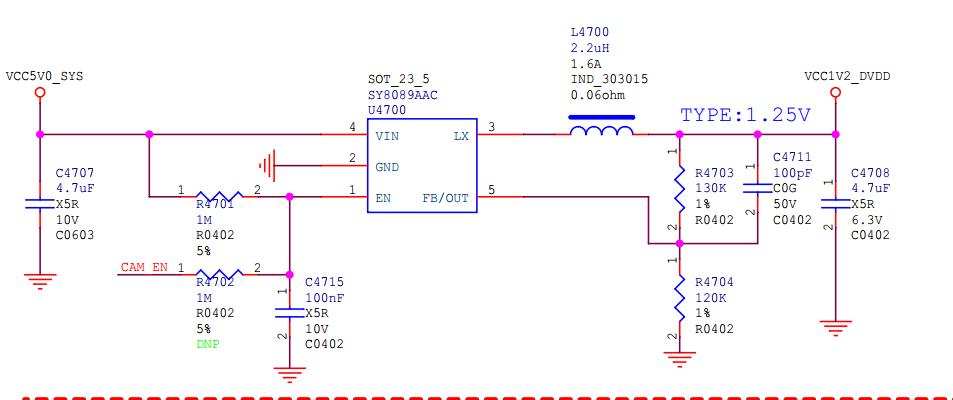 VCC5V0_SYS
C4707
4.7uF
X5R
10V
C0603
1
2
R4701
1M
R0402
5%
CAM_EN
1
2
R4702
1M
R0402
5%
DNP
1
2
C4715
100nF
X5R
10V
C0402
SOT_23_5
SY8089AAC
U4700
4
VIN
LX
3
2
GND
1
EN
FB/OUT
5
L4700
2.2uH
1.6A
IND_303015
0.06ohm
TYPE:1.25V
1
2
R4703
130K
1%
R0402
1
2
C4711
100pF
C0G
50V
C0402
1
2
R4704
120K
1%
R0402
VCC1V2_DVDD
1
2
C4708
4.7uF
X5R
6.3V
C0402